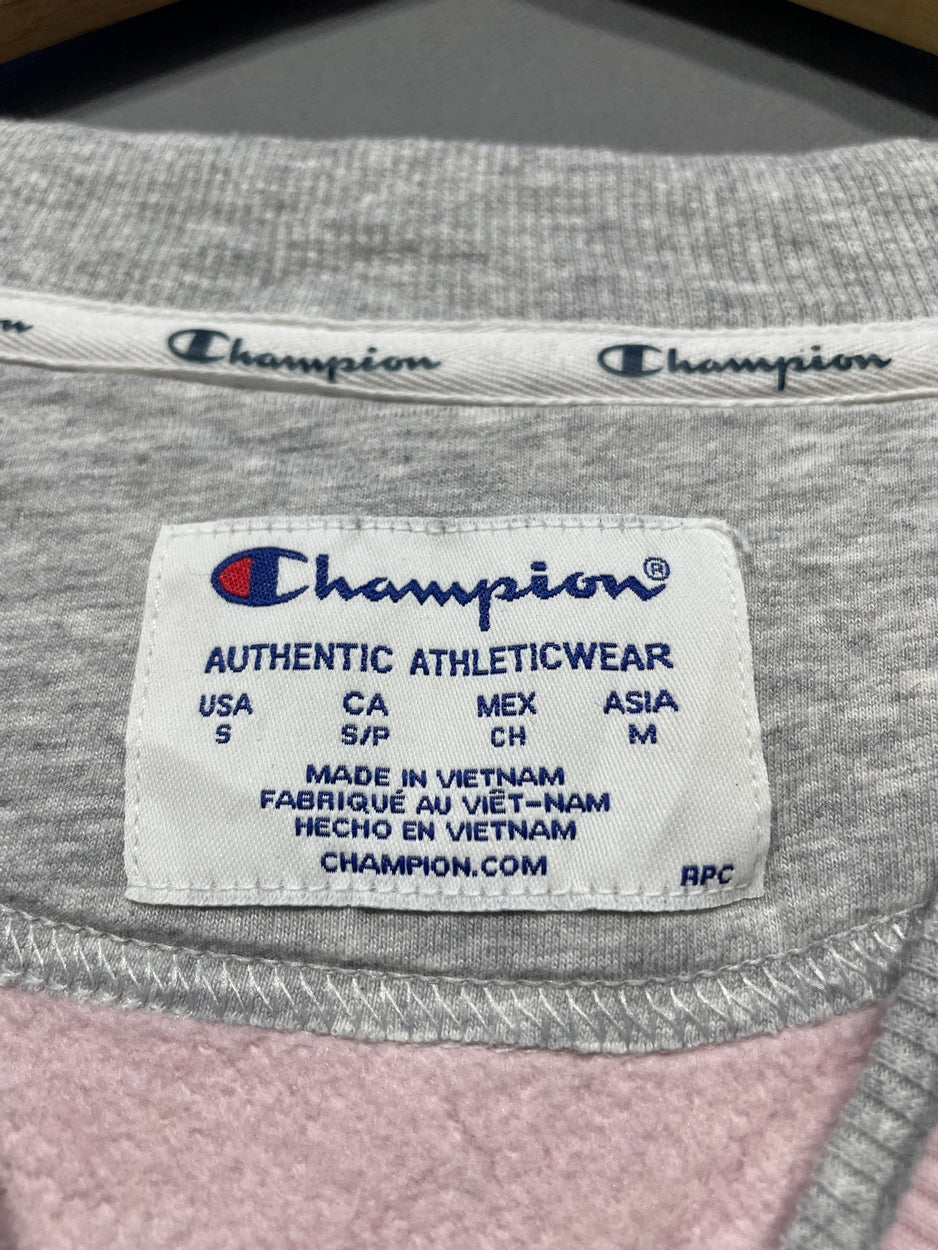 Champion Champion
Champion®
AUTHENTIC ATHLETICWEAR
USA CA MEX ASIA
S S/P CH M
MADE IN VIETNAM
FABRIQUÉ AU VIÊT-NAM
HECHO EN VIETNAM
CHAMPION.COM
RPC